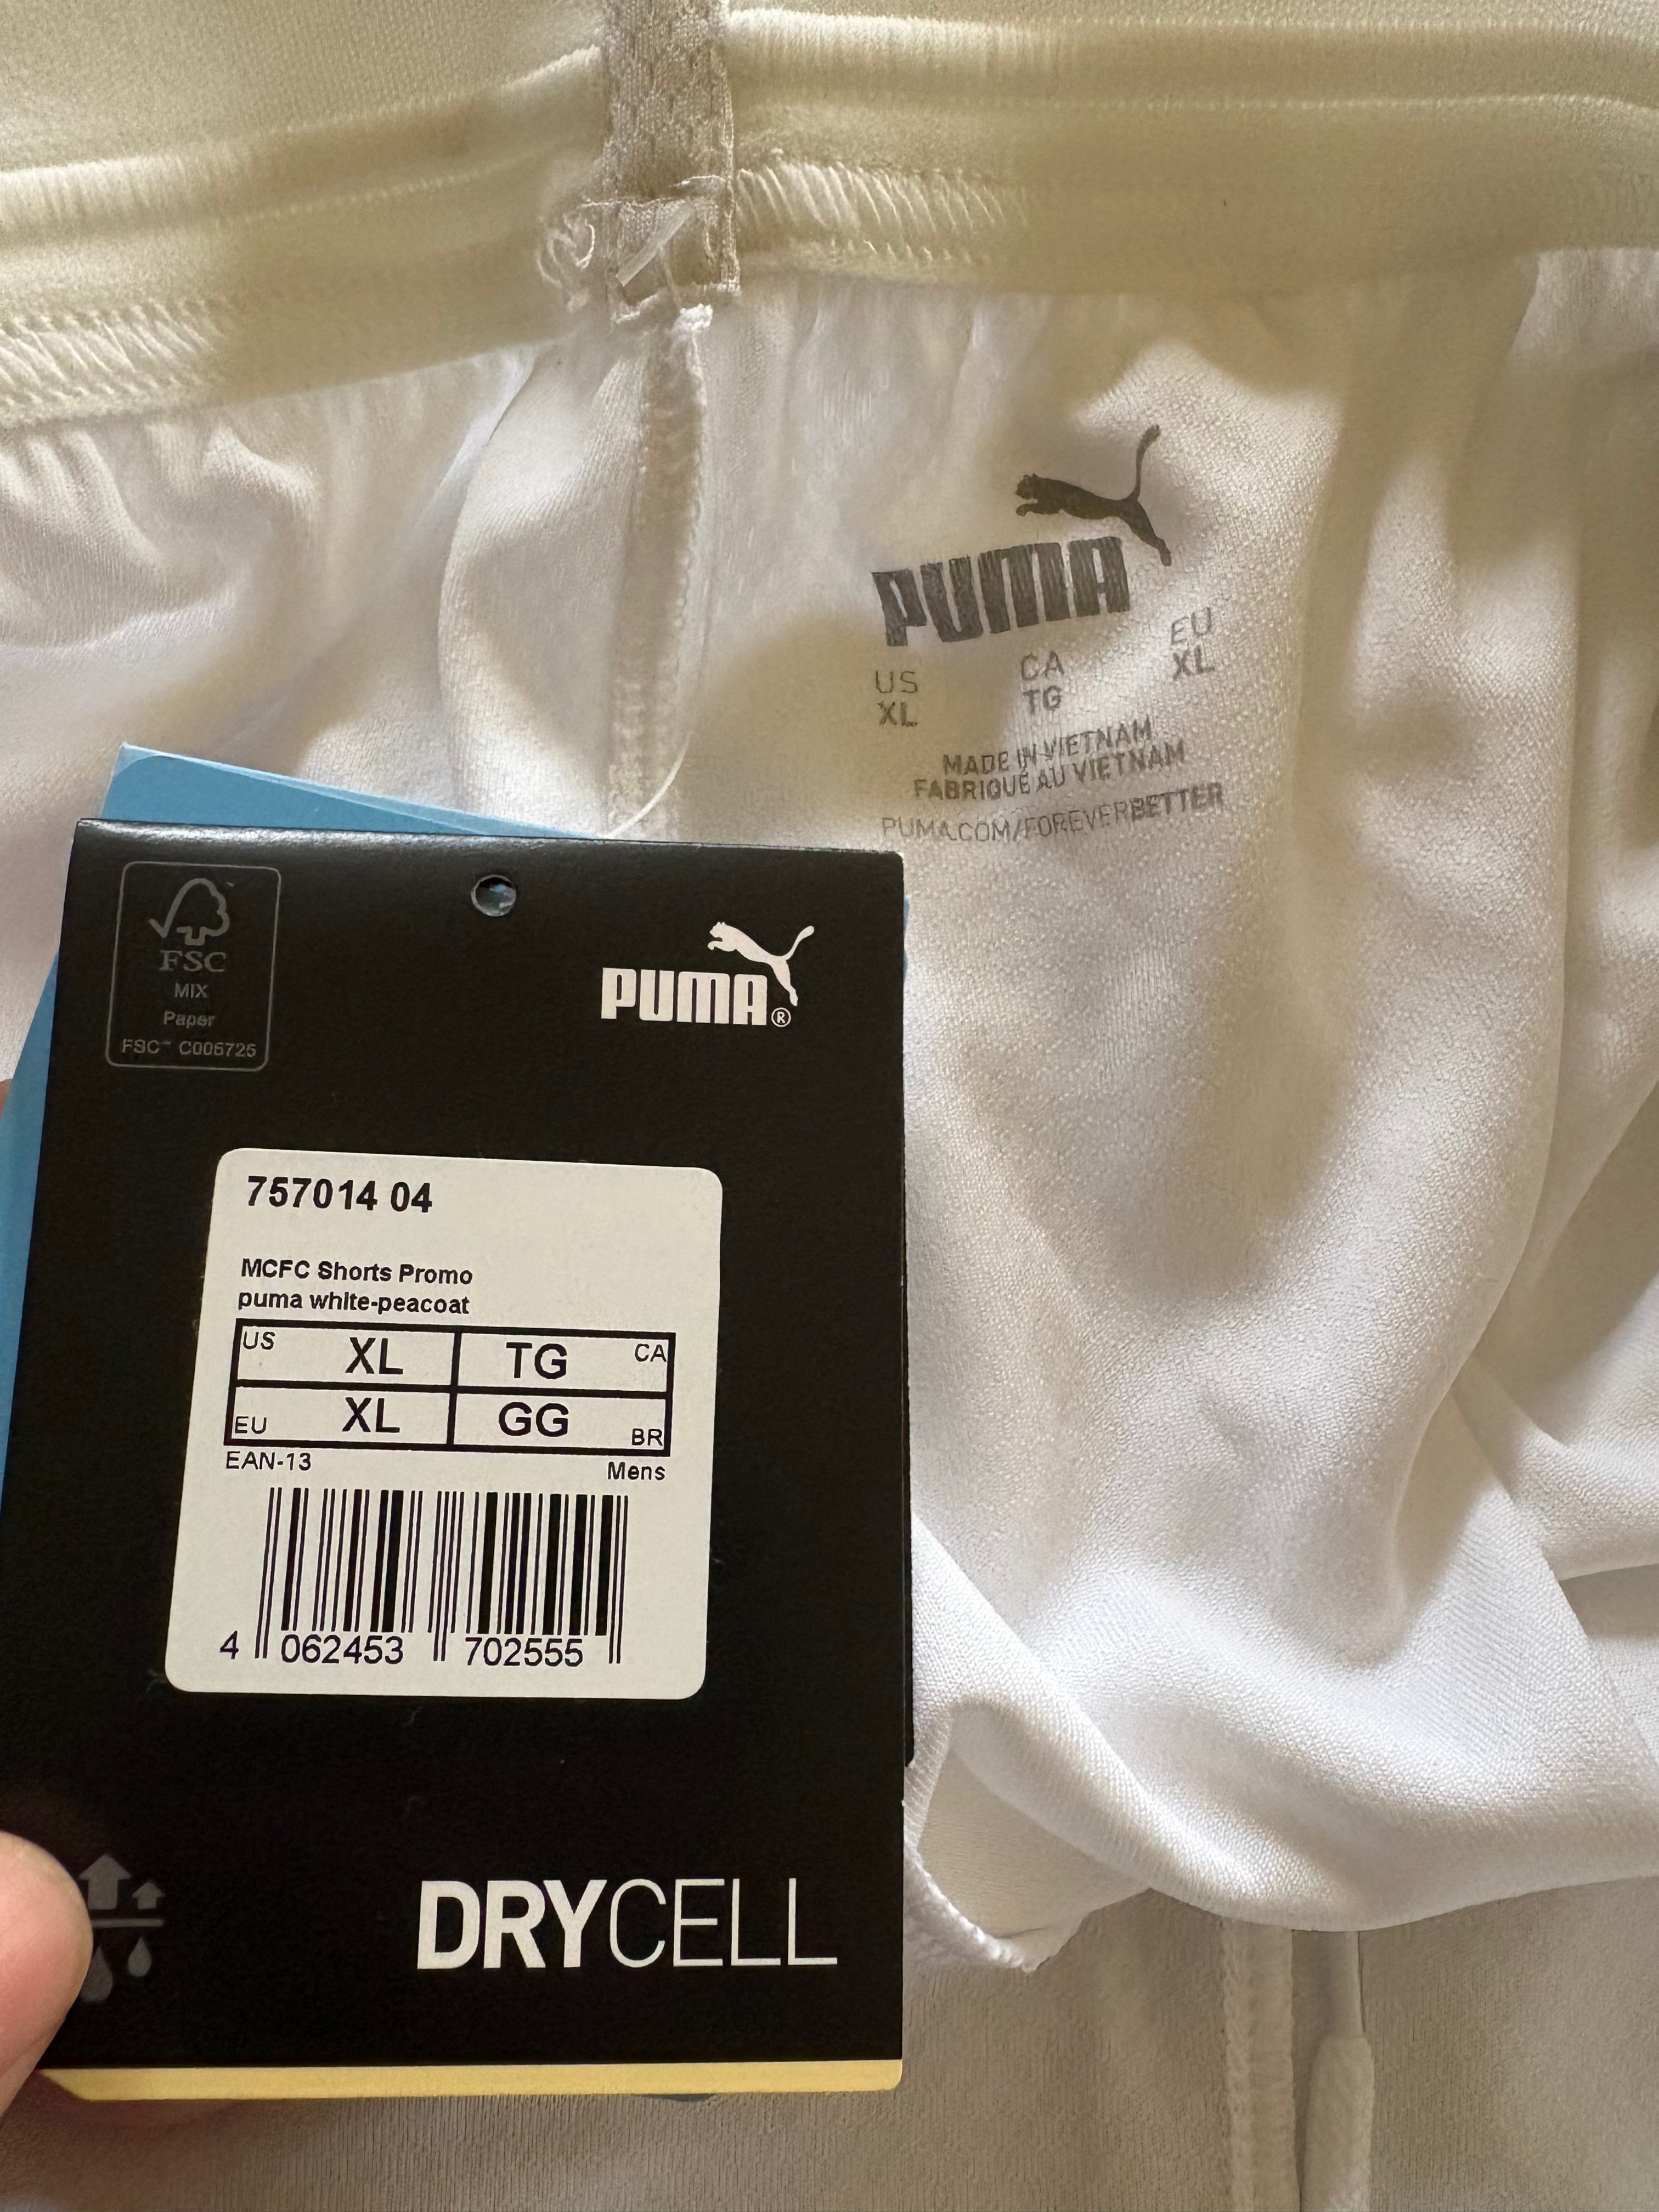 PUMA
US CA EU
XL TG XL
MADE IN VIETNAM
FABRIQUÉ AU VIETNAM
PUMA.COM/FOREVERBETTER
FSC™
MIX
Paper
FSC™ C006725
PUMA®
757014 04
MCFC Shorts Promo
puma white-peacoat
US XL TG CA
EU XL GG BR
EAN-13 Mens
4 062453 702555
DRYCELL